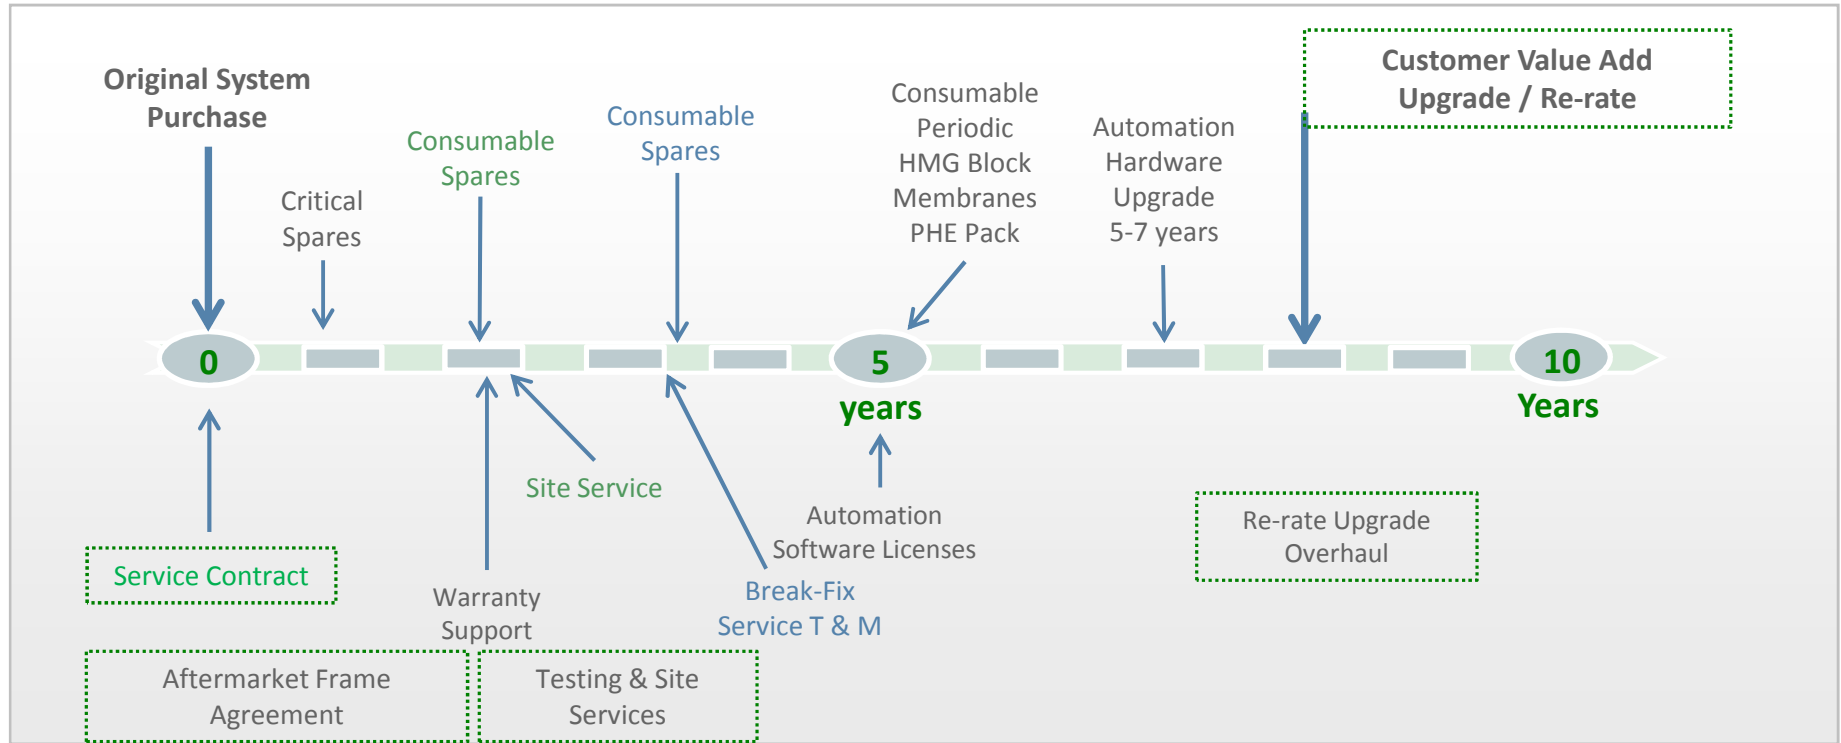 Original System
Purchase
Critical
Spares
Consumable
Spares
Consumable
Spares
Consumable
Periodic
HMG Block
Membranes
PHE Pack
Automation
Hardware
Upgrade
5-7 years
Customer Value Add
Upgrade / Re-rate
0
5
years
10
Years
Service Contract
Warranty
Support
Site Service
Break-Fix
Service T & M
Automation
Software Licenses
Re-rate Upgrade
Overhaul
Aftermarket Frame
Agreement
Testing & Site
Services